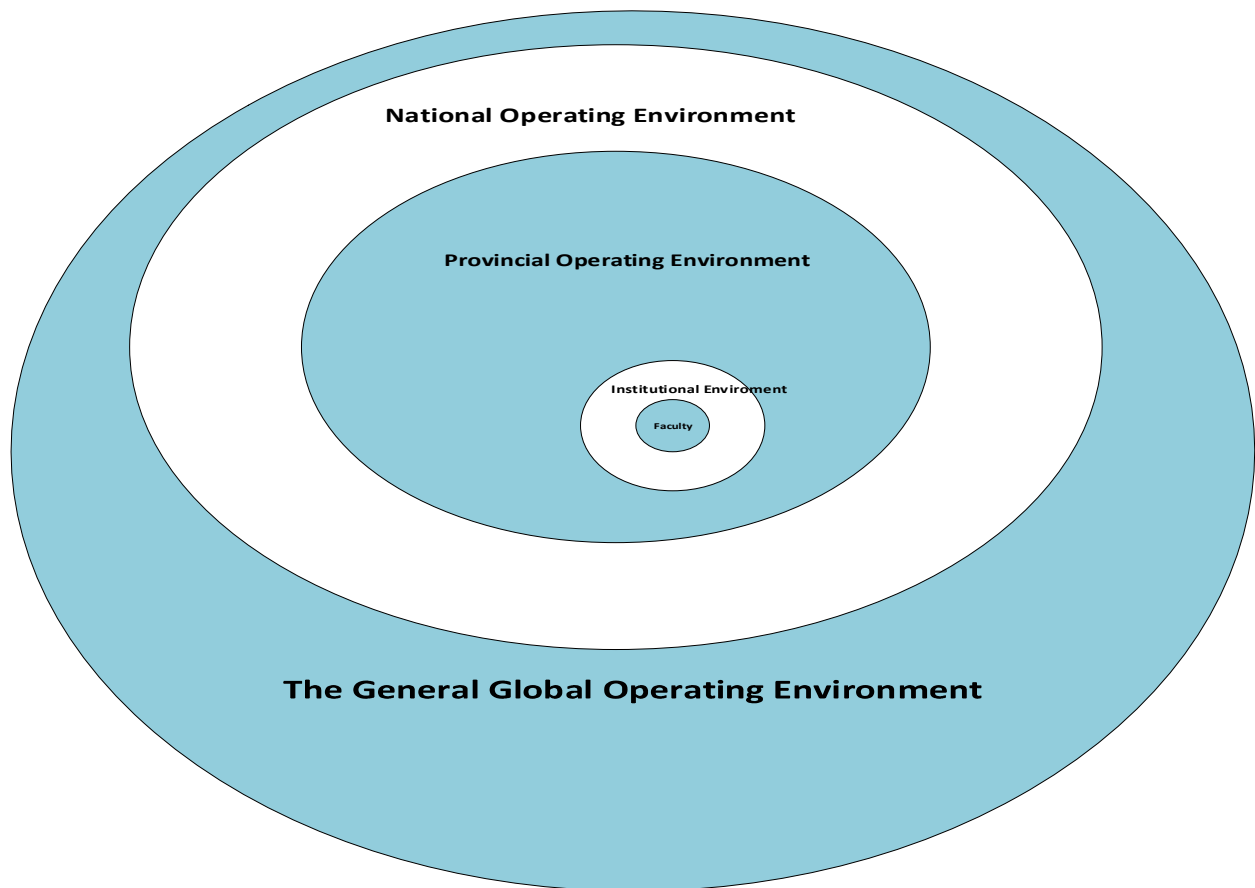 National Operating Environment
Provincial Operating Environment
Institutional Enviroment
Faculty
The General Global Operating Environment